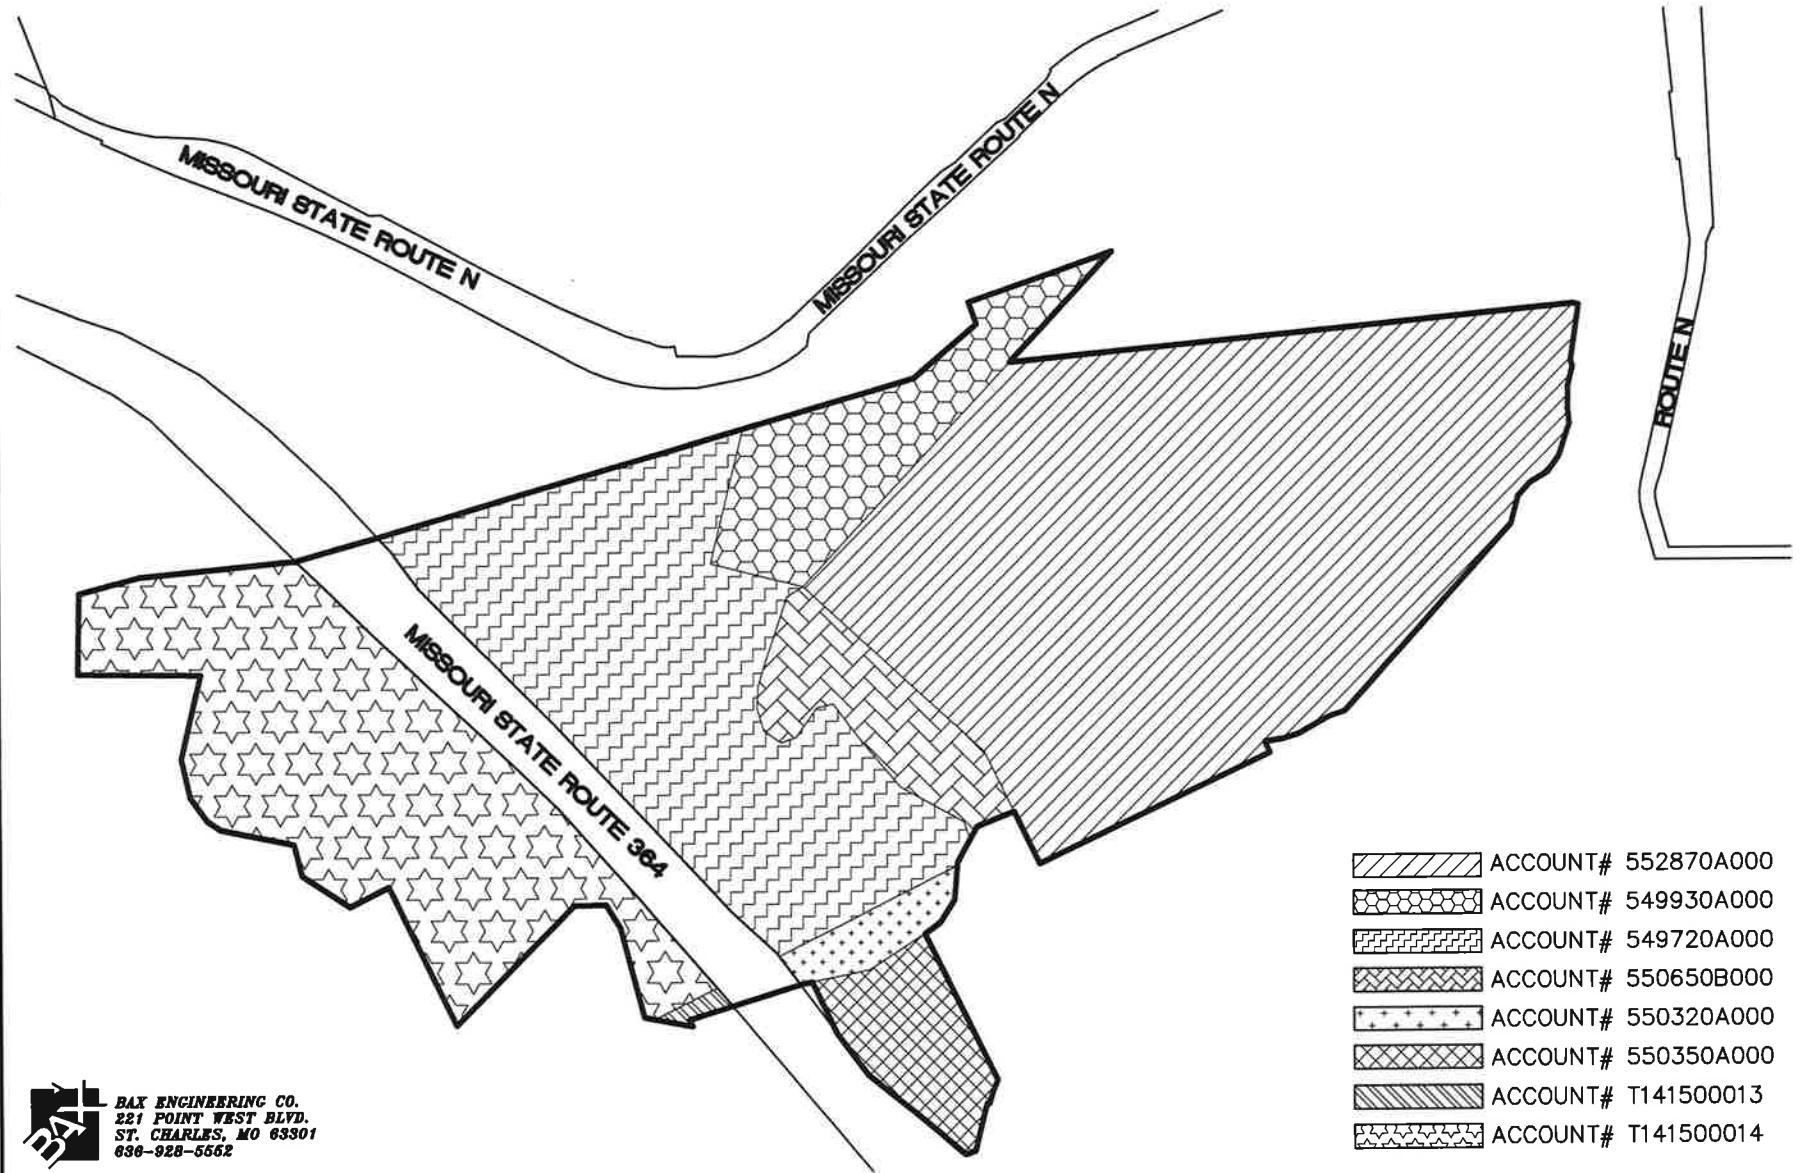 MISSOURI STATE ROUTE N
MISSOURI STATE ROUTE N
ROUTE N
MISSOURI STATE ROUTE 364
ACCOUNT# 552870A000
ACCOUNT# 549930A000
ACCOUNT# 549720A000
ACCOUNT# 550650B000
ACCOUNT# 550320A000
ACCOUNT# 550350A000
ACCOUNT# T141500013
ACCOUNT# T141500014
BAX
BAX ENGINEERING CO.
221 POINT WEST BLVD.
ST. CHARLES, MO 63301
636-928-5552